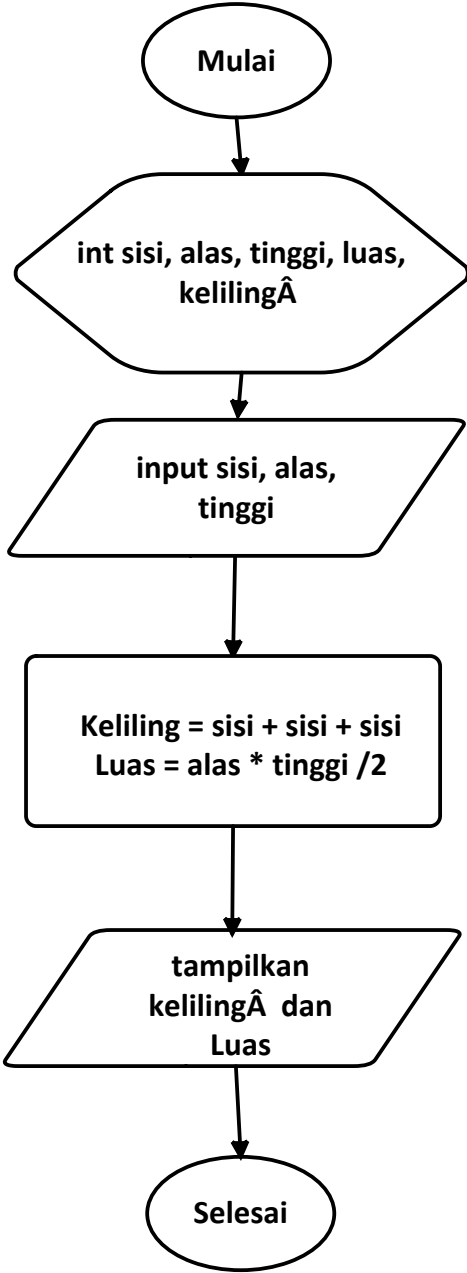 Mulai
int sisi, alas, tinggi, luas,
kelilingÂ
input sisi, alas,
tinggi
Keliling = sisi + sisi + sisi
Luas = alas * tinggi /2
tampilkan
kelilingÂ dan
Luas
Selesai